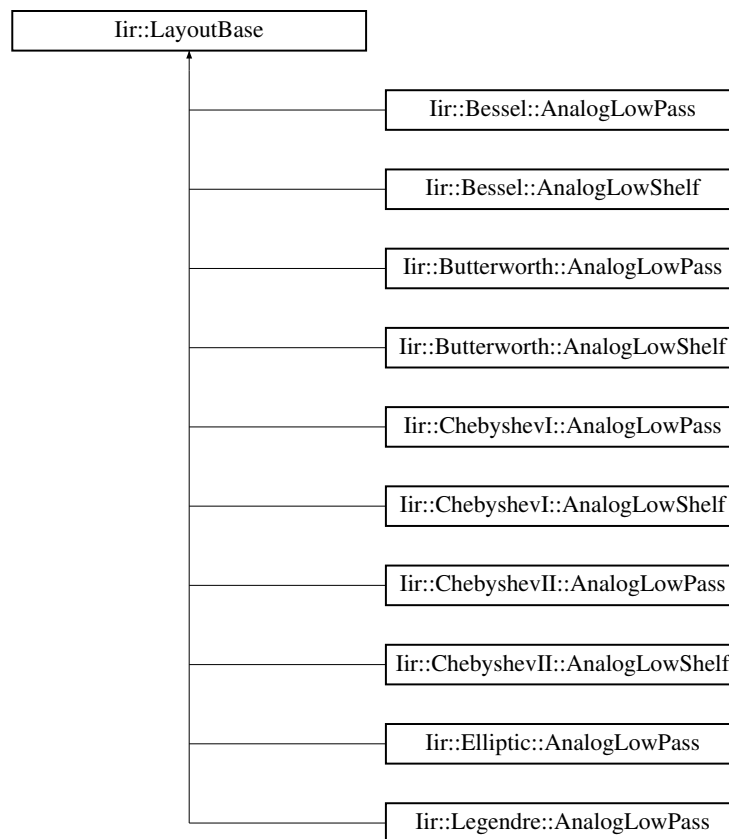 Iir::LayoutBase
Iir::Bessel::AnalogLowPass
Iir::Bessel::AnalogLowShelf
Iir::Butterworth::AnalogLowPass
Iir::Butterworth::AnalogLowShelf
Iir::ChebyshevI::AnalogLowPass
Iir::ChebyshevI::AnalogLowShelf
Iir::ChebyshevII::AnalogLowPass
Iir::ChebyshevII::AnalogLowShelf
Iir::Elliptic::AnalogLowPass
Iir::Legendre::AnalogLowPass